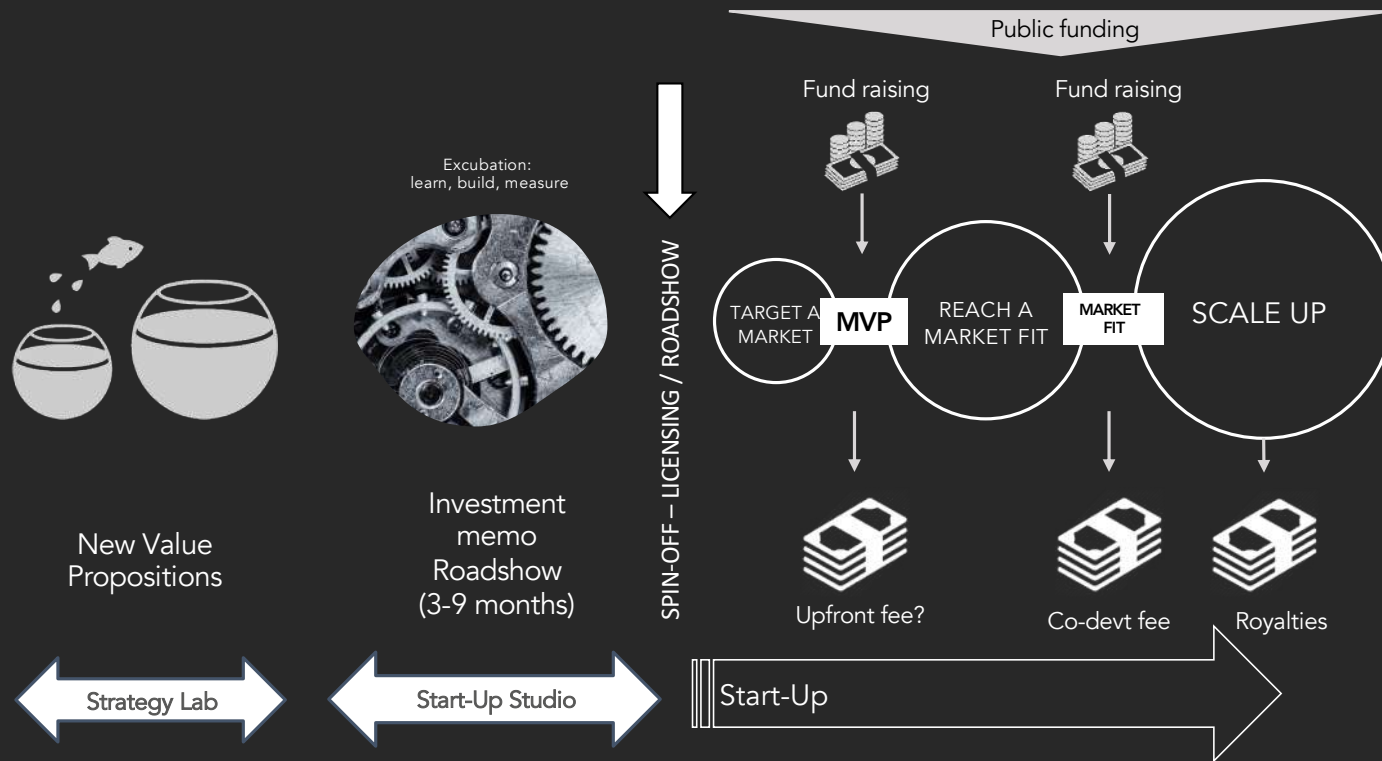 Public funding
Fund raising
Fund raising
Excubation:
learn, build, measure
SPIN-OFF – LICENSING / ROADSHOW
TARGET A
MARKET
MVP
REACH A
MARKET FIT
MARKET
FIT
SCALE UP
New Value
Propositions
Investment
memo
Roadshow
(3-9 months)
Upfront fee?
Co-devt fee
Royalties
Strategy Lab
Start-Up Studio
Start-Up